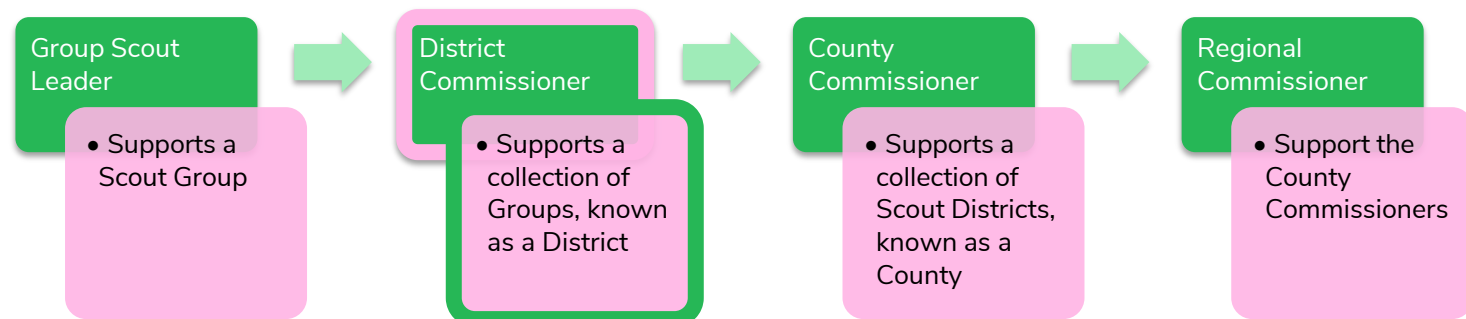 Group Scout
Leader
• Supports a
Scout Group
District
Commissioner
• Supports a
collection of
Groups, known
as a District
County
Commissioner
• Supports a
collection of
Scout Districts,
known as a
County
Regional
Commissioner
• Support the
County
Commissioners